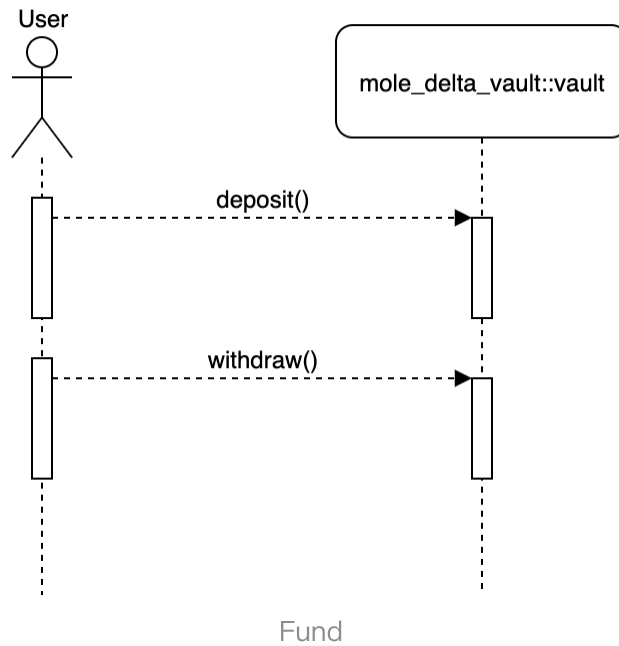 User
mole_delta_vault::vault
deposit()
withdraw()
Fund